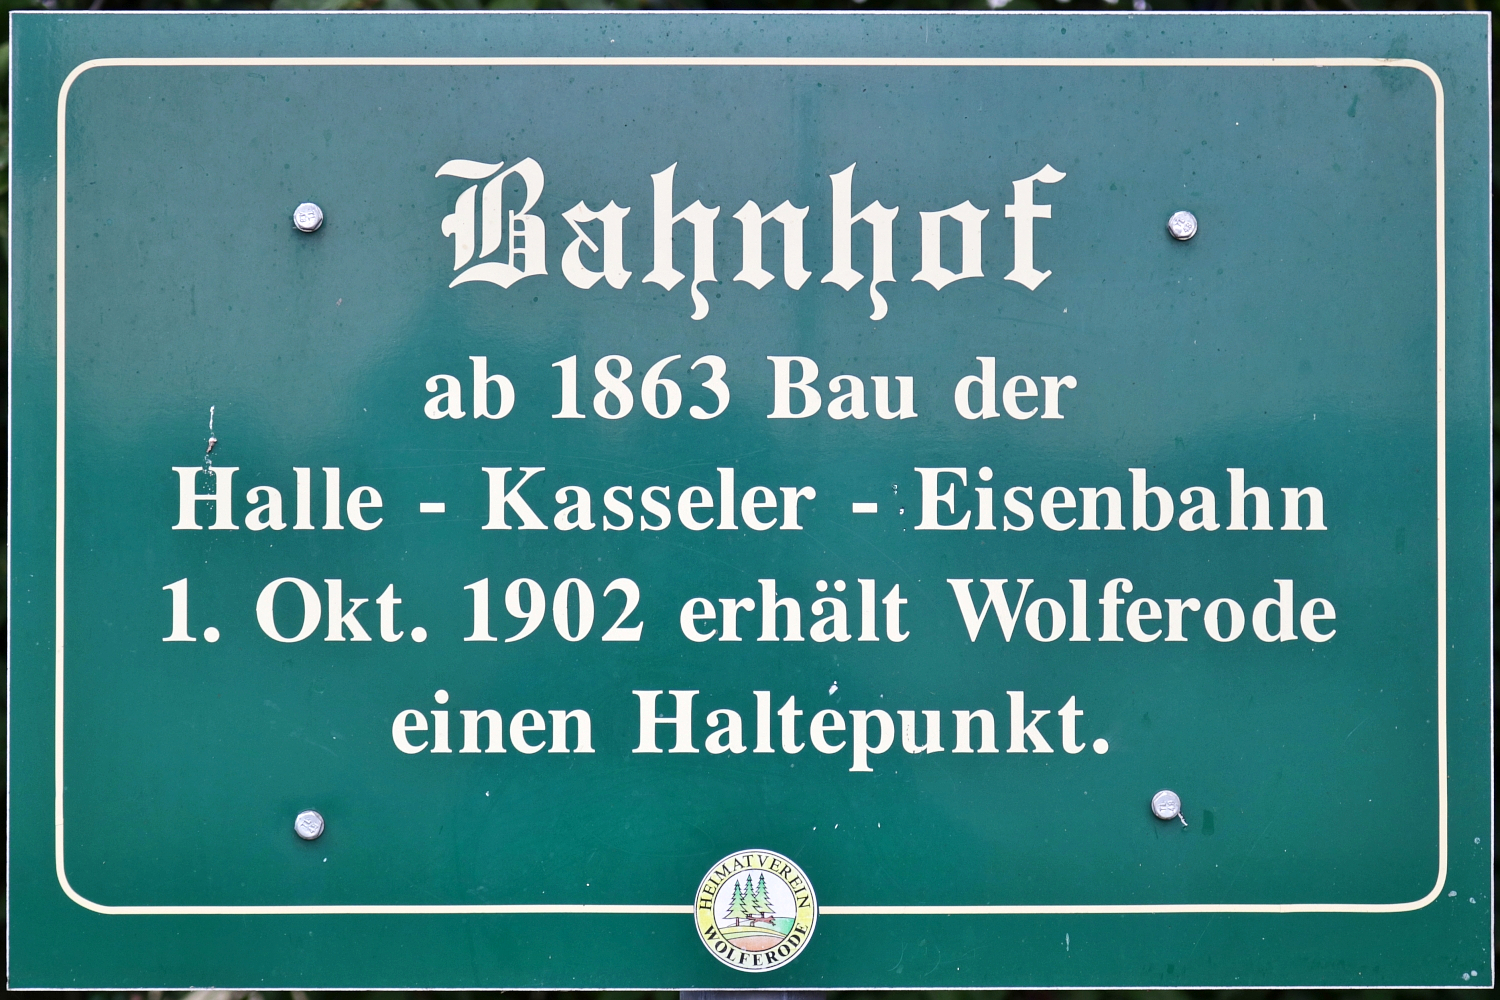 Bahnhof
ab 1863 Bau der
Halle - Kasseler - Eisenbahn
1. Okt. 1902 erhält Wolferode
einen Haltepunkt.
HEIMATVEREIN
WOLFERODE